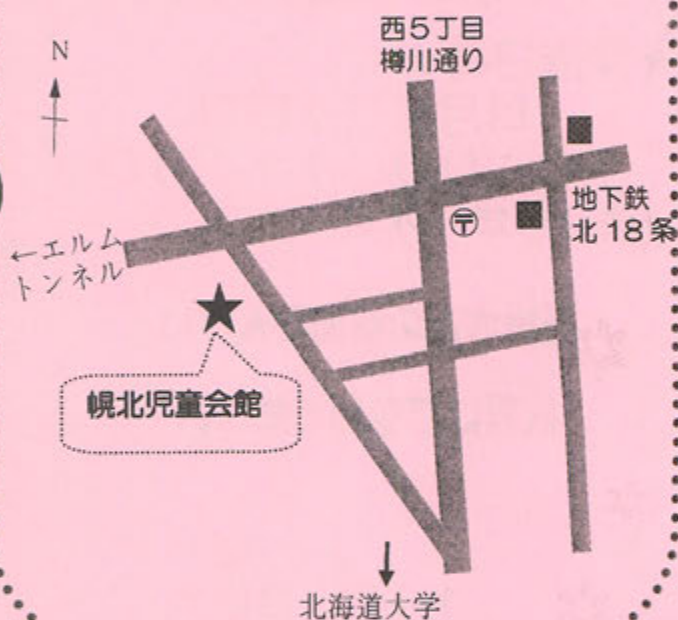 N
西5丁目
樽川通り
〒
地下鉄
北18条
←エルム
トンネル
★
幌北児童会館
↓
北海道大学